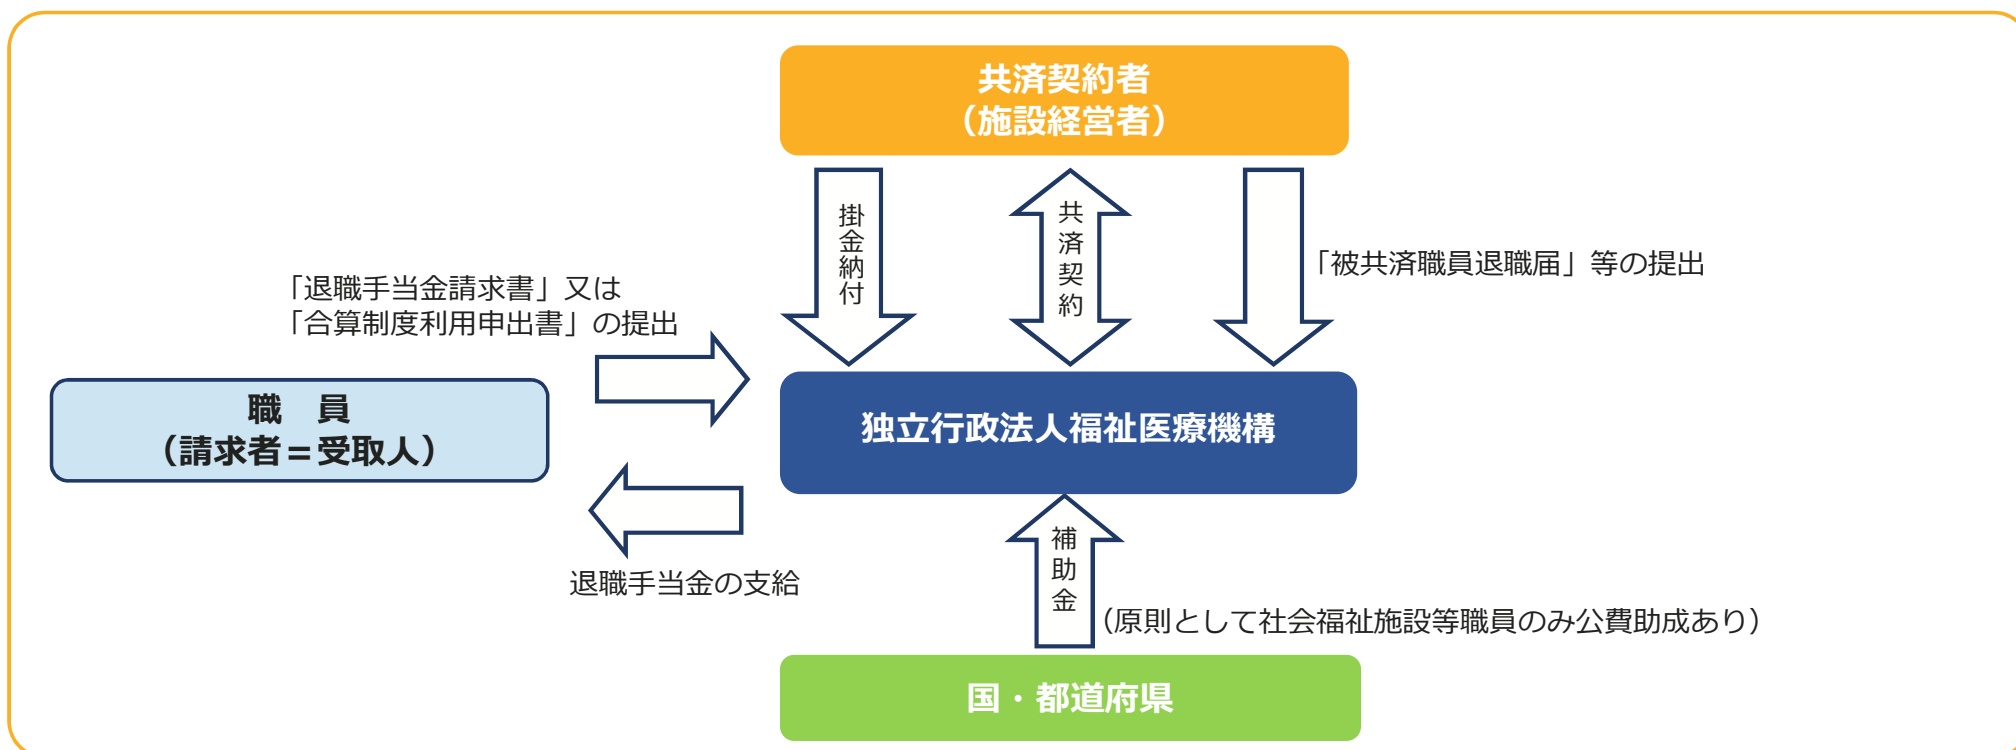 共済契約者
（施設経営者）
掛金納付
共済契約
「被共済職員退職届」等の提出
「退職手当金請求書」又は
「合算制度利用申出書」の提出
職　員
（請求者＝受取人）
独立行政法人福祉医療機構
退職手当金の支給
補助金
（原則として社会福祉施設等職員のみ公費助成あり）
国・都道府県